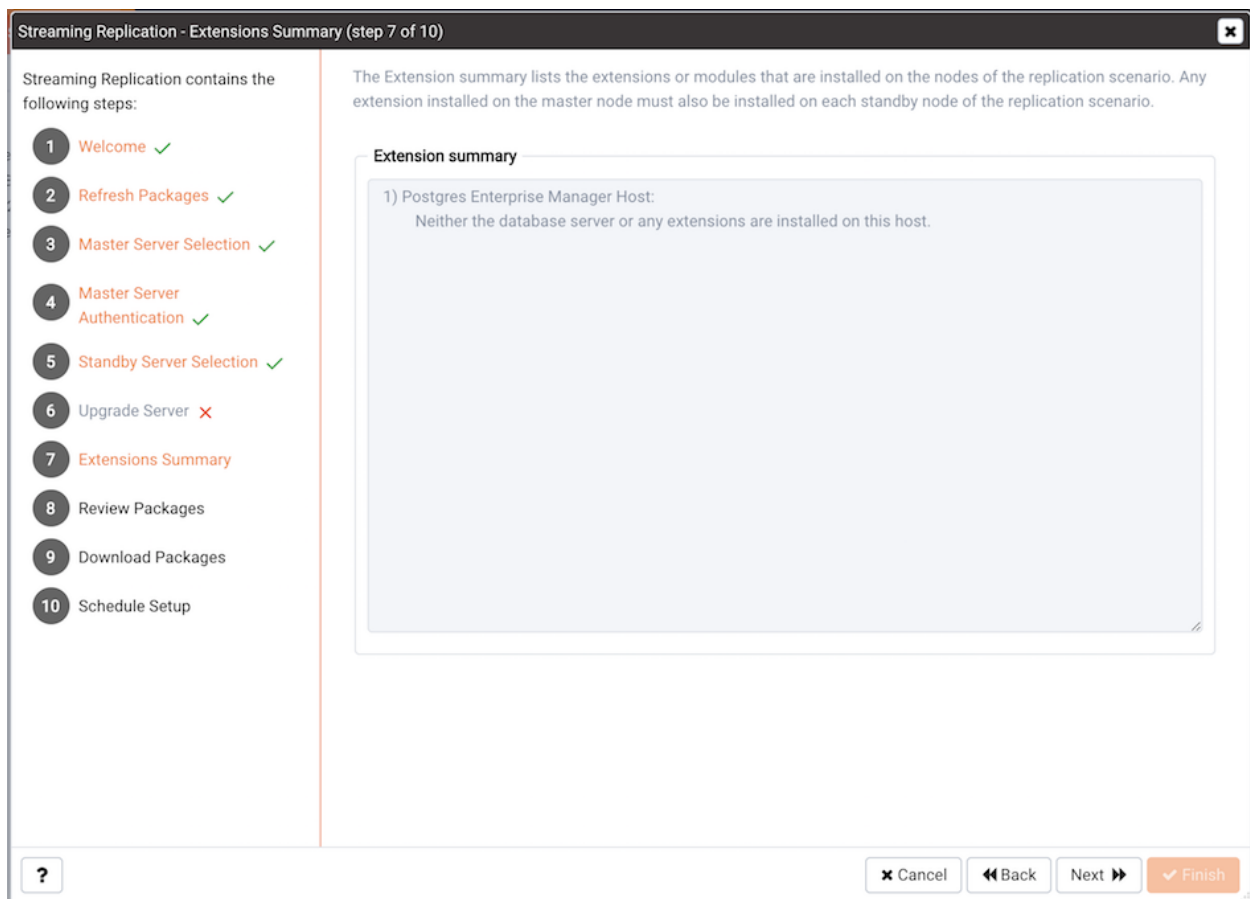 Streaming Replication - Extensions Summary (step 7 of 10)
Streaming Replication contains the
following steps:
1 Welcome
2 Refresh Packages
3 Master Server Selection
4 Master Server
Authentication
5 Standby Server Selection
6 Upgrade Server
7 Extensions Summary
8 Review Packages
9 Download Packages
10 Schedule Setup
The Extension summary lists the extensions or modules that are installed on the nodes of the replication scenario. Any
extension installed on the master node must also be installed on each standby node of the replication scenario.
Extension summary
1) Postgres Enterprise Manager Host:
Neither the database server or any extensions are installed on this host.
?
Cancel
Back
Next
Finish